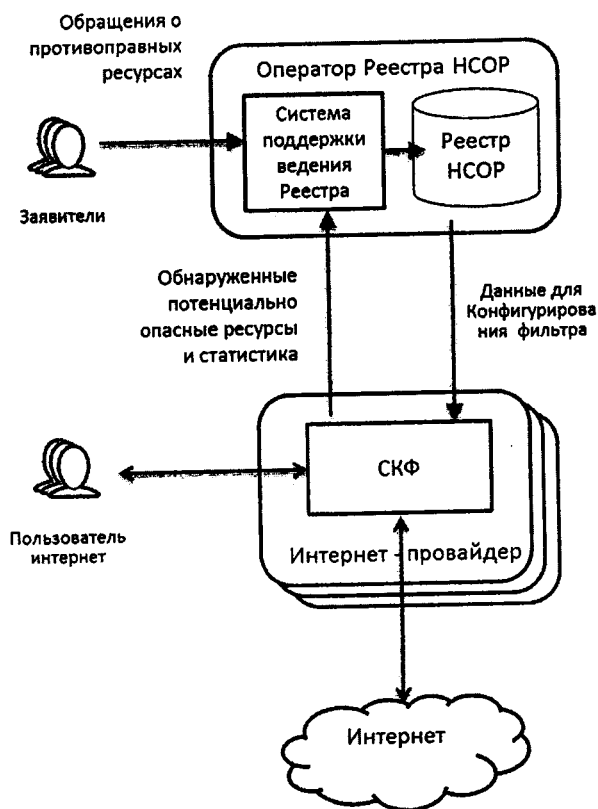 Обращения о
противоправных
ресурсах
Оператор Реестра НСОР
Система
поддержки
ведения
Реестра
Реестр
НСОР
Заявители
Обнаруженные
потенциально
опасные ресурсы
и статистика
Данные для
Конфигурирова
ния фильтра
СКФ
Пользователь
интернет
Интернет - провайдер
Интернет